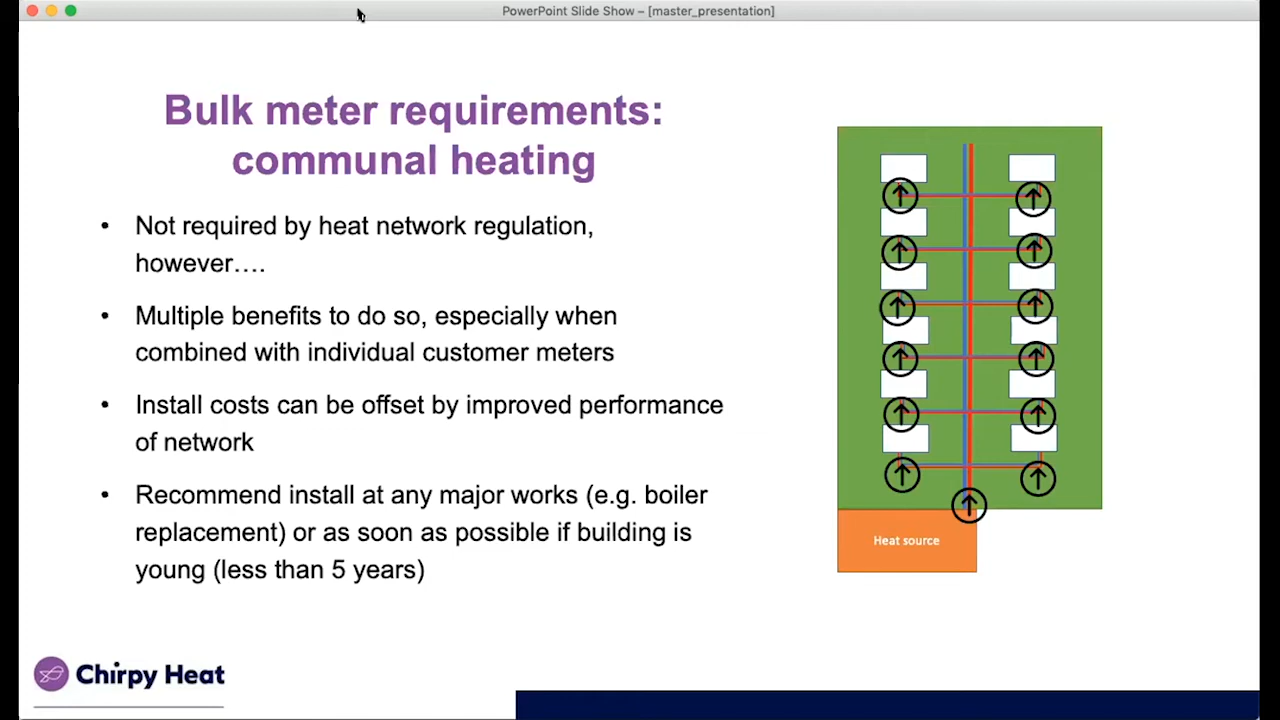 PowerPoint Slide Show – [master_presentation]
Bulk meter requirements:
communal heating
• Not required by heat network regulation,
however….
• Multiple benefits to do so, especially when
combined with individual customer meters
• Install costs can be offset by improved performance
of network
• Recommend install at any major works (e.g. boiler
replacement) or as soon as possible if building is
young (less than 5 years)
Heat source
Chirpy Heat